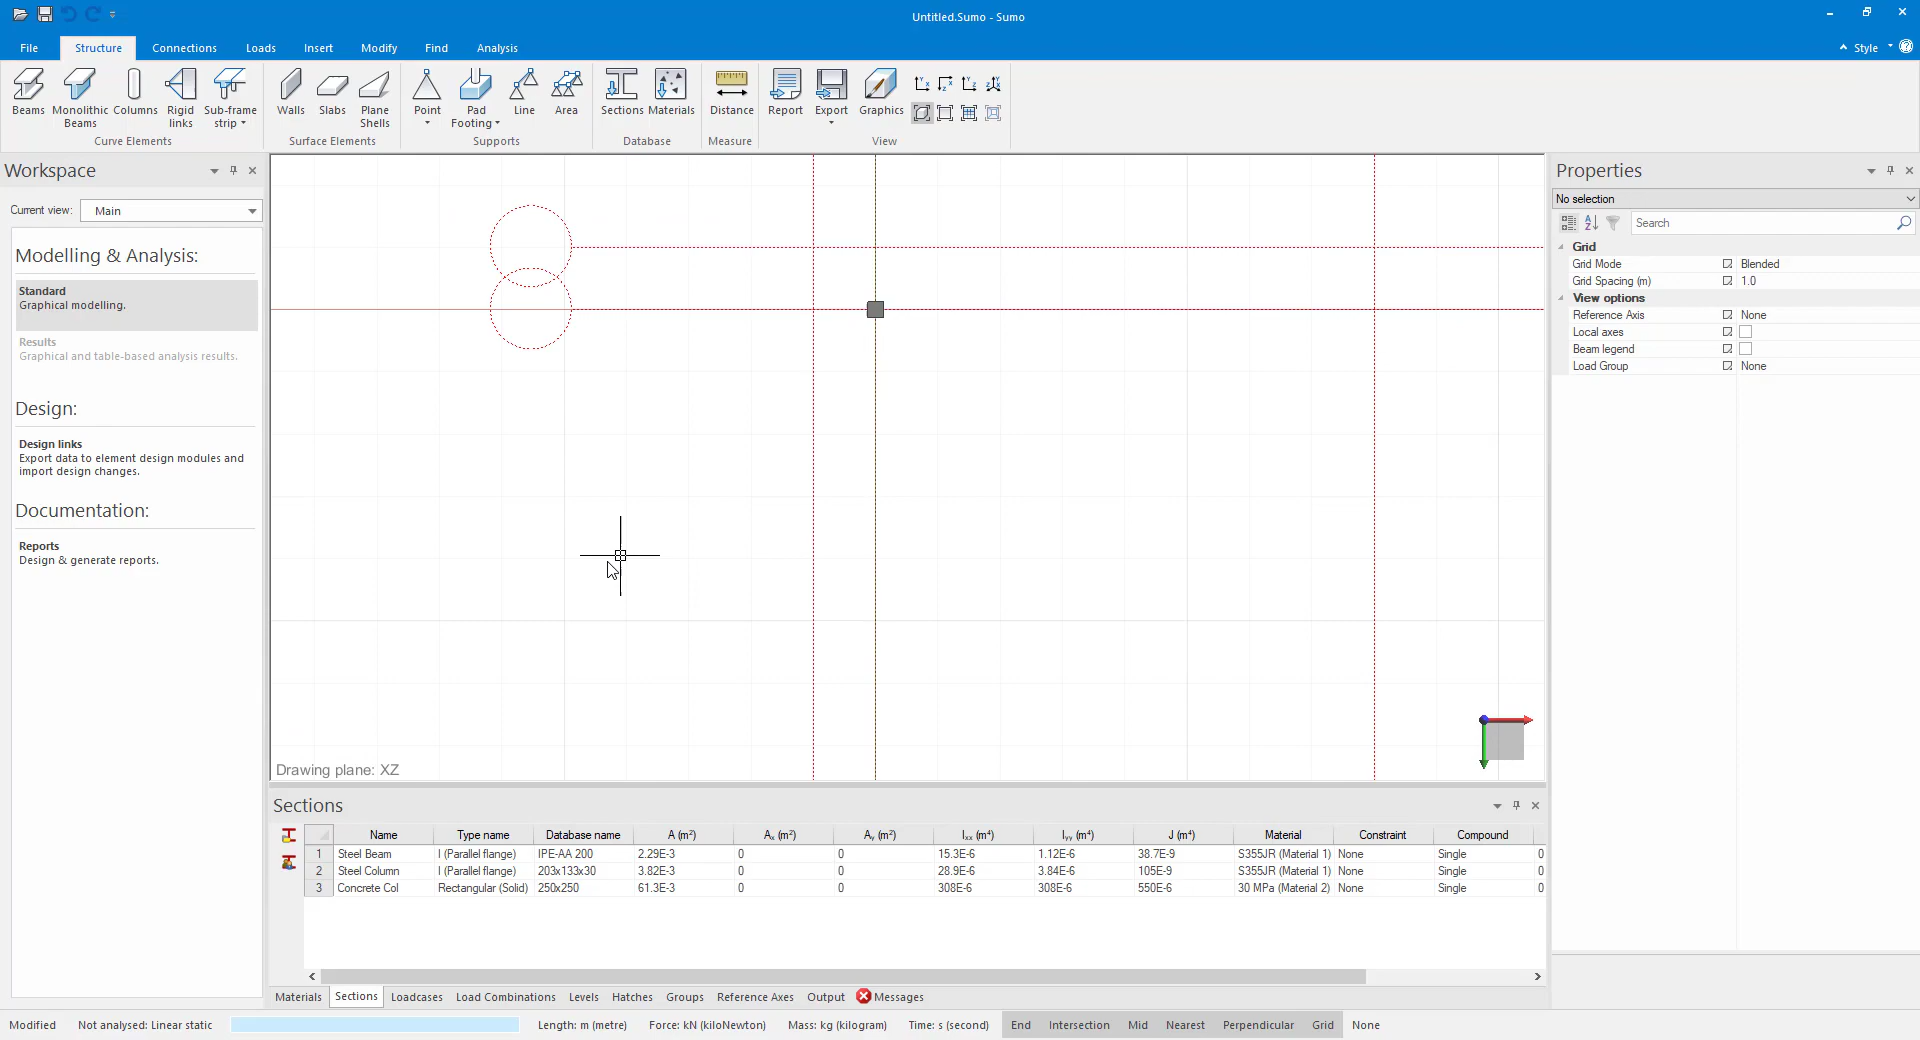 Untitled.Sumo - Sumo
File Structure Connections Loads Insert Modify Find Analysis Style
Beams Monolithic Beams Columns Rigid links Sub-frame strip
Curve Elements
Walls Slabs Plane Shells
Surface Elements
Point Pad Footing Line Area
Supports
Sections Materials
Database
Distance
Measure
Report Export Graphics
View
Workspace
Current view: Main
Modelling & Analysis:
Standard
Graphical modelling.
Results
Graphical and table-based analysis results.
Design:
Design links
Export data to element design modules and
import design changes.
Documentation:
Reports
Design & generate reports.
Drawing plane: XZ
Properties
No selection
Search
Grid
Grid Mode Blended
Grid Spacing (m) 1.0
View options
Reference Axis None
Local axes
Beam legend
Load Group None
Sections
Name Type name Database name A (m²) Aₓ (m²) Aᵧ (m²) Iₓₓ (m⁴) Iᵧᵧ (m⁴) J (m⁴) Material Constraint Compound
1 Steel Beam I (Parallel flange) IPE-AA 200 2.29E-3 0 0 15.3E-6 1.12E-6 38.7E-9 S355JR (Material 1) None Single 0
2 Steel Column I (Parallel flange) 203x133x30 3.82E-3 0 0 28.9E-6 3.84E-6 105E-9 S355JR (Material 1) None Single 0
3 Concrete Col Rectangular (Solid) 250x250 61.3E-3 0 0 308E-6 308E-6 550E-6 30 MPa (Material 2) None Single 0
Materials Sections Loadcases Load Combinations Levels Hatches Groups Reference Axes Output Messages
Modified Not analysed: Linear static Length: m (metre) Force: kN (kiloNewton) Mass: kg (kilogram) Time: s (second) End Intersection Mid Nearest Perpendicular Grid None